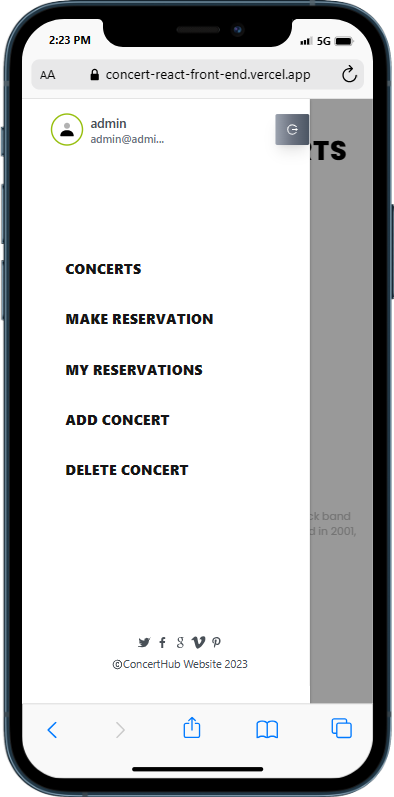 2:23 PM
5G
AA
concert-react-front-end.vercel.app
admin
admin@admi...
RTS
CONCERTS
MAKE RESERVATION
MY RESERVATIONS
ADD CONCERT
DELETE CONCERT
ck band
d in 2001,
©ConcertHub Website 2023